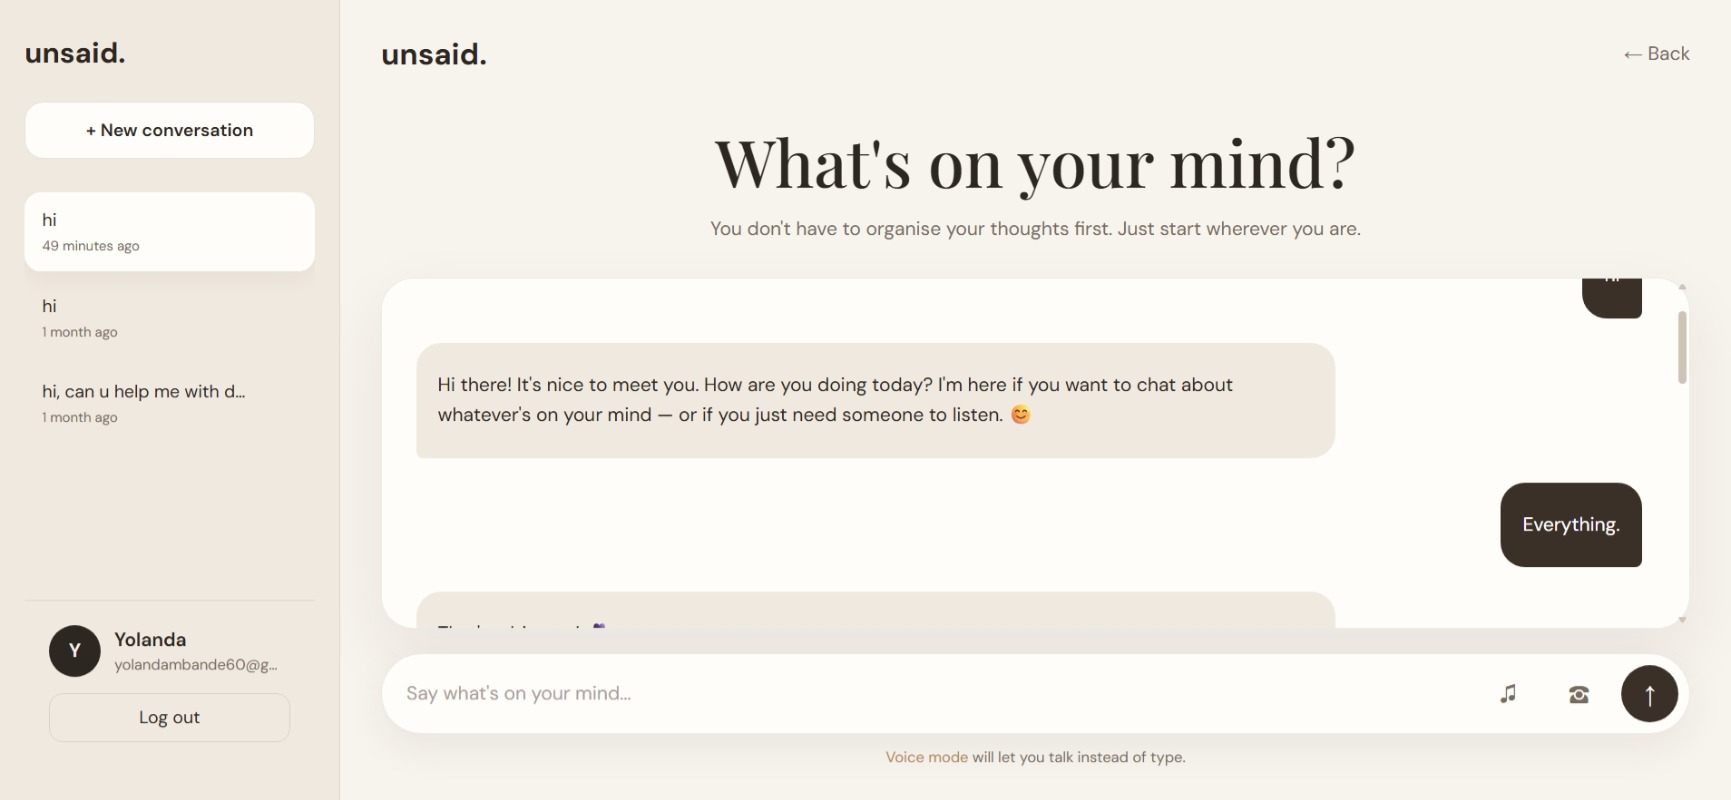 unsaid.
+ New conversation
hi
49 minutes ago
hi
1 month ago
hi, can u help me with d...
1 month ago
Y
Yolanda
yolandambande60@g...
Log out
unsaid.
← Back
What's on your mind?
You don't have to organise your thoughts first. Just start wherever you are.
Hi there! It's nice to meet you. How are you doing today? I'm here if you want to chat about
whatever's on your mind — or if you just need someone to listen. 😊
Everything.
Say what's on your mind...
Voice mode will let you talk instead of type.